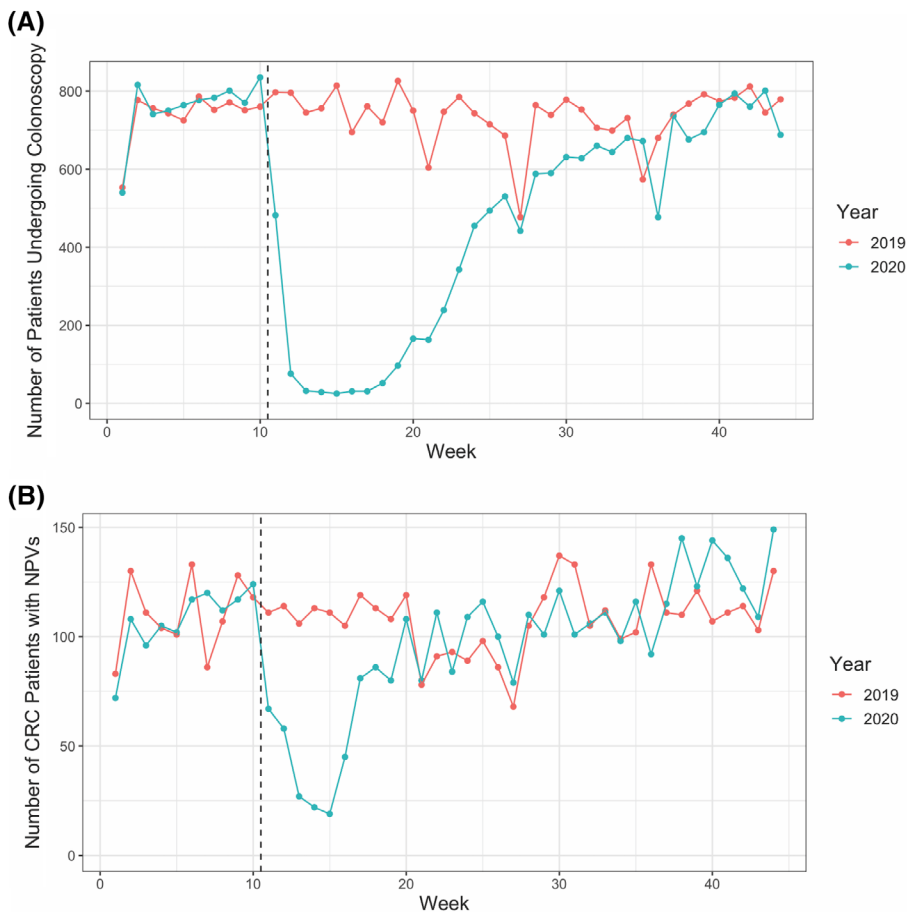 (A)
Number of Patients Undergoing Colonoscopy
800
600
400
200
0
0 10 20 30 40
Week
Year
2019
2020
(B)
Number of CRC Patients with NPVs
150
100
50
0
0 10 20 30 40
Week
Year
2019
2020